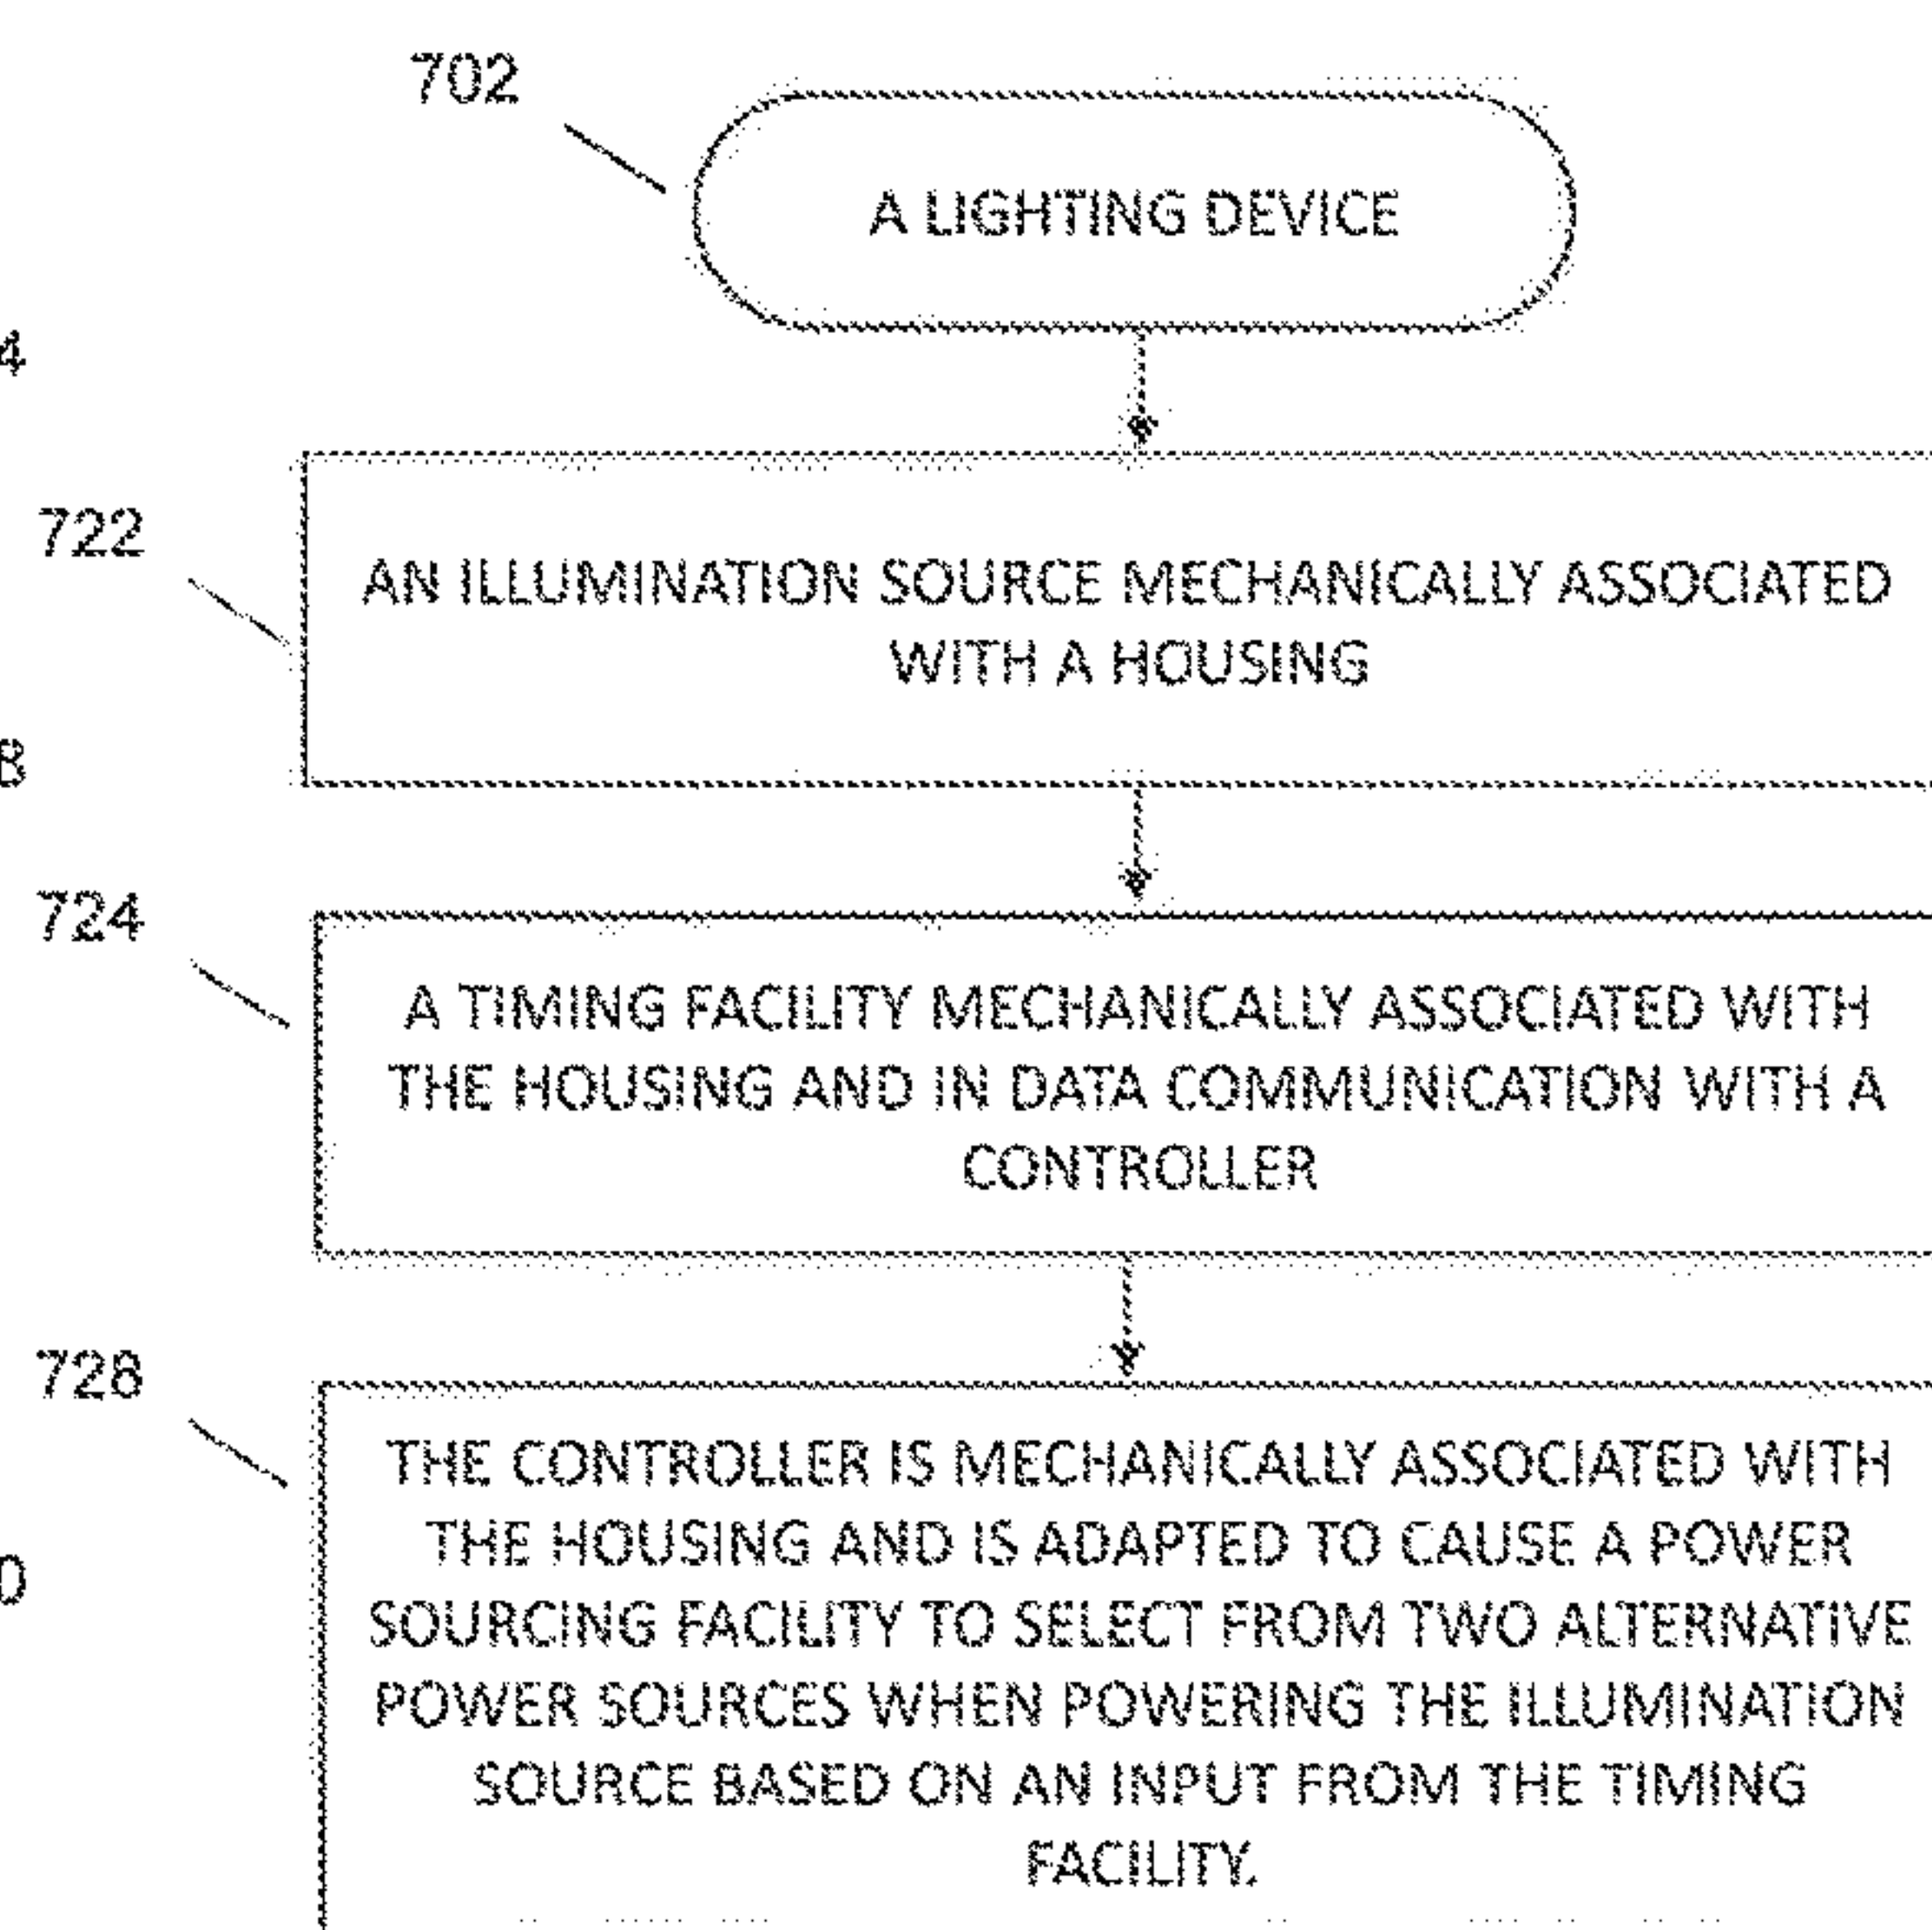 702
A LIGHTING DEVICE
4
722
AN ILLUMINATION SOURCE MECHANICALLY ASSOCIATED
WITH A HOUSING
8
724
A TIMING FACILITY MECHANICALLY ASSOCIATED WITH
THE HOUSING AND IN DATA COMMUNICATION WITH A
CONTROLLER
728
THE CONTROLLER IS MECHANICALLY ASSOCIATED WITH
THE HOUSING AND IS ADAPTED TO CAUSE A POWER
0
SOURCING FACILITY TO SELECT FROM TWO ALTERNATIVE
POWER SOURCES WHEN POWERING THE ILLUMINATION
SOURCE BASED ON AN INPUT FROM THE TIMING
FACILITY.